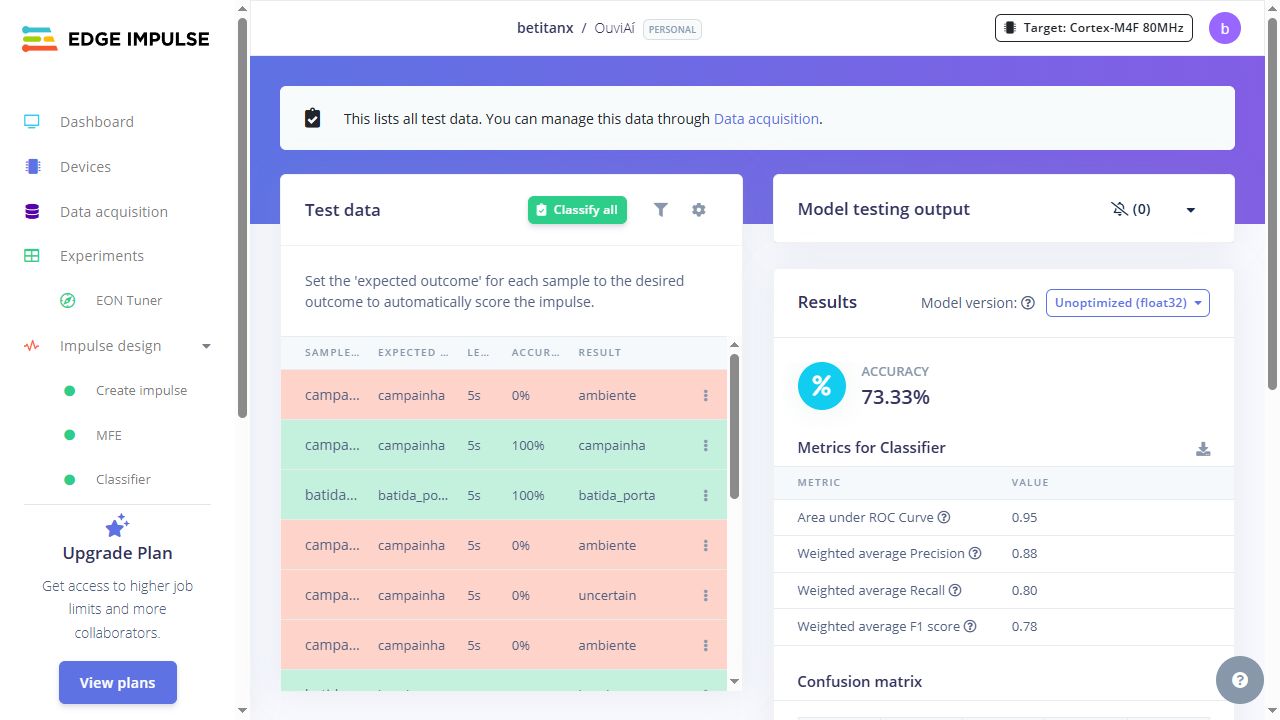 EDGE IMPULSE
Dashboard
Devices
Data acquisition
Experiments
EON Tuner
Impulse design
Create impulse
MFE
Classifier
Upgrade Plan
Get access to higher job
limits and more
collaborators.
View plans
betitanx / OuviAí PERSONAL
Target: Cortex-M4F 80MHz
b
This lists all test data. You can manage this data through Data acquisition.
Test data
Classify all
Set the 'expected outcome' for each sample to the desired
outcome to automatically score the impulse.
SAMPLE... EXPECTED ... LE... ACCUR... RESULT
campa... campainha 5s 0% ambiente
campa... campainha 5s 100% campainha
batida... batida_po... 5s 100% batida_porta
campa... campainha 5s 0% ambiente
campa... campainha 5s 0% uncertain
campa... campainha 5s 0% ambiente
Model testing output
(0)
Results
Model version: ?
Unoptimized (float32)
%
ACCURACY
73.33%
Metrics for Classifier
METRIC VALUE
Area under ROC Curve ? 0.95
Weighted average Precision ? 0.88
Weighted average Recall ? 0.80
Weighted average F1 score ? 0.78
Confusion matrix
?